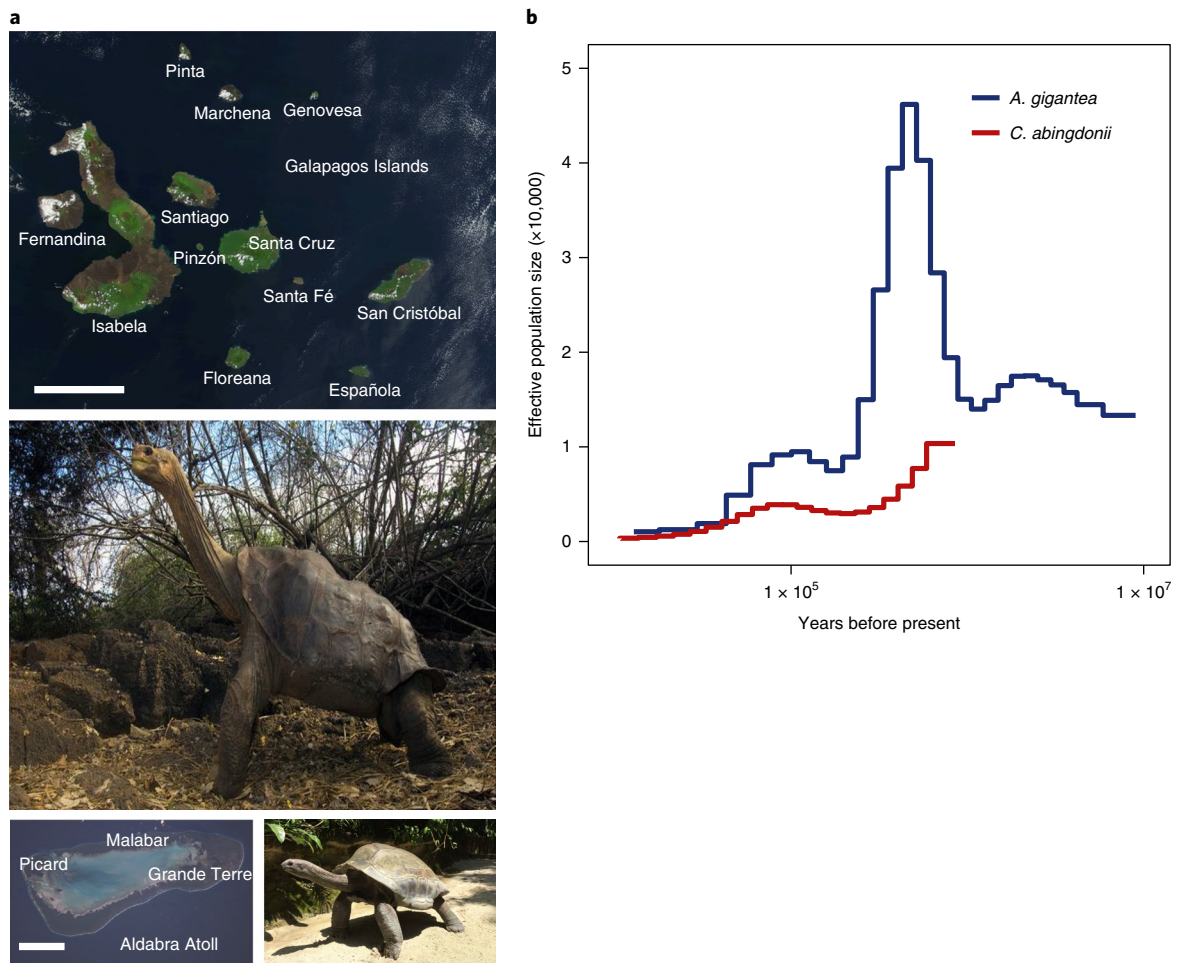 a
Pinta
Marchena
Genovesa
Galapagos Islands
Santiago
Fernandina
Santa Cruz
Pinzón
Santa Fé
San Cristóbal
Isabela
Floreana
Española
Malabar
Picard
Grande Terre
Aldabra Atoll
b
5
4
3
2
1
0
Effective population size (×10,000)
A. gigantea
C. abingdonii
1 × 10⁵
1 × 10⁷
Years before present